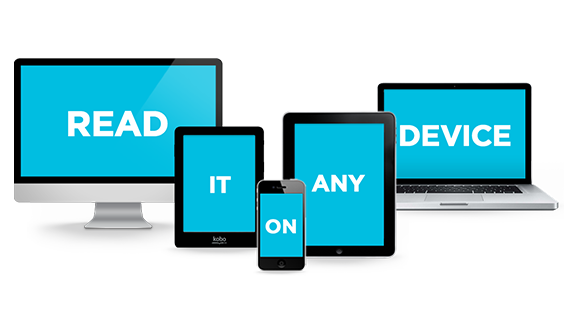 READ
IT
ON
ANY
DEVICE
kobo